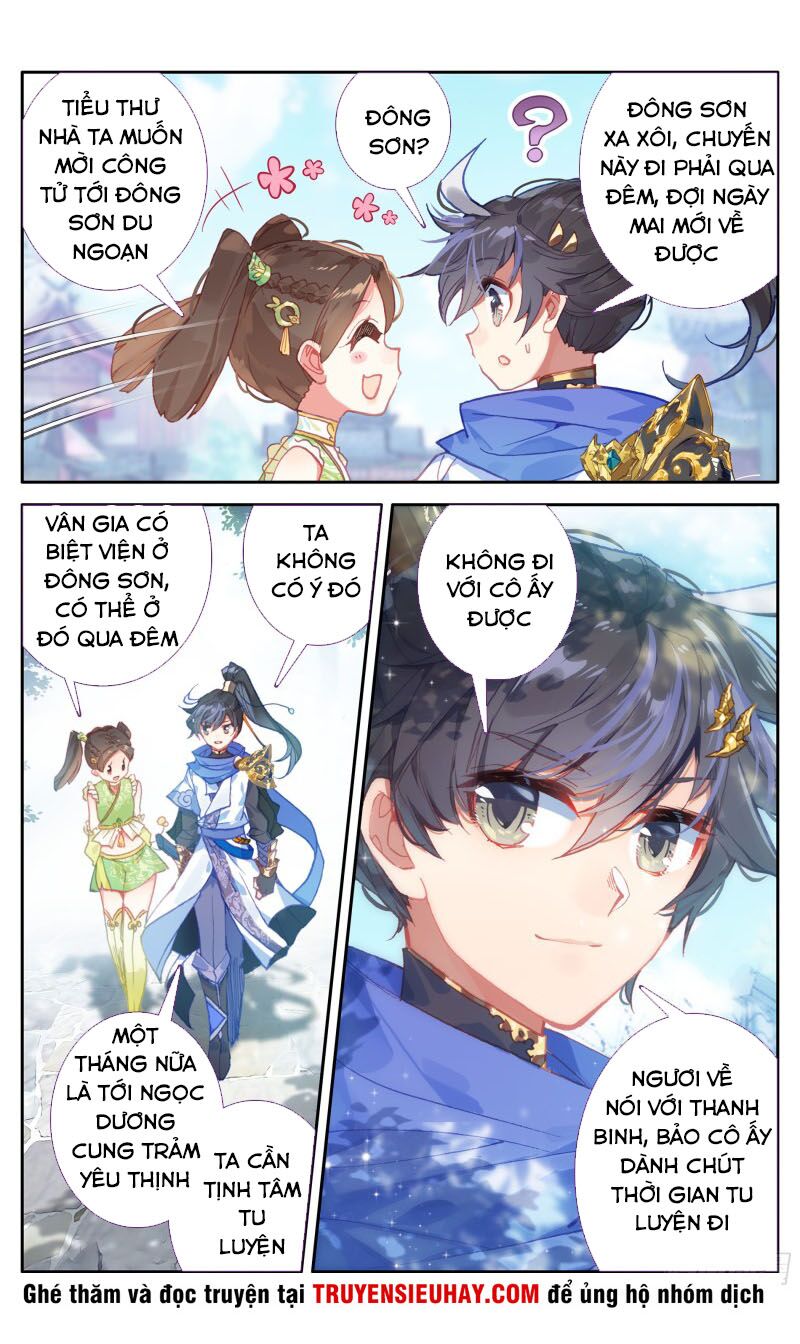 TIỂU THƯ
NHÀ TA MUỐN
MỜI CÔNG
TỬ TỚI ĐÔNG
SƠN DU
NGOẠN
ĐÔNG
SƠN?
?
ĐÔNG SƠN
XA XÔI, CHUYẾN
NÀY ĐI PHẢI QUA
ĐÊM, ĐỢI NGÀY
MAI MỚI VỀ
ĐƯỢC
VÂN GIA CÓ
BIỆT VIỆN Ở
ĐÔNG SƠN,
CÓ THỂ Ở
ĐÓ QUA ĐÊM
TA
KHÔNG
CÓ Ý ĐÓ
MỘT
THÁNG NỮA
LÀ TỚI NGỌC
DƯƠNG
CUNG TRẢM
YÊU THỊNH
TA CẦN
TỊNH TÂM
TU
LUYỆN
KHÔNG ĐI
VỚI CÔ ẤY
ĐƯỢC
NGƯƠI VỀ
NÓI VỚI THANH
BINH, BẢO CÔ ẤY
DÀNH CHÚT
THỜI GIAN TU
LUYỆN ĐI
Ghé thăm và đọc truyện tại TRUYENSIEUHAY.COM để ủng hộ nhóm dịch